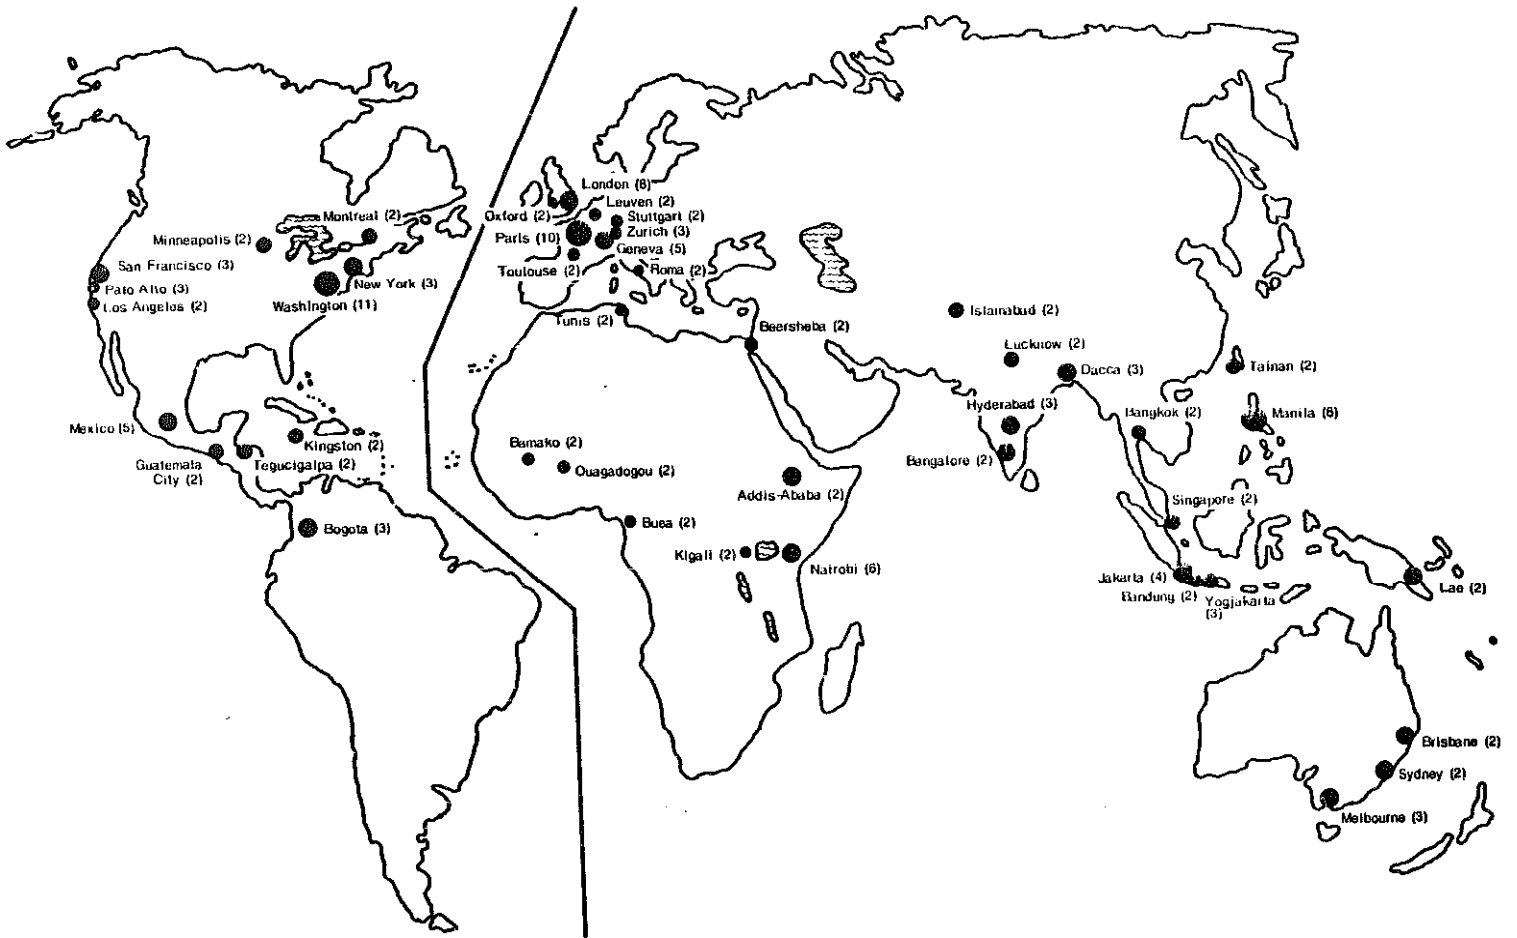 London (8)
Leuven (2)
Oxford (2)
Stuttgart (2)
Montreal (2)
Zurich (3)
Paris (10)
Geneva (5)
Minneapolis (2)
San Francisco (3)
Toulouse (2)
Roma (2)
New York (3)
Palo Alto (3)
Washington (11)
Los Angelos (2)
Tunis (2)
Beersheba (2)
Islamabad (2)
Lucknow (2)
Dacca (3)
Tainan (2)
Hyderabad (3)
Bangkok (2)
Manila (6)
Mexico (5)
Kingston (2)
Bamako (2)
Bangalore (2)
Guatemala
City (2)
Tegucigalpa (2)
Ouagadogou (2)
Addis-Ababa (2)
Singapore (2)
Bogota (3)
Buea (2)
Kigali (2)
Nairobi (6)
Jakarta (4)
Bandung (2)
Yogjakarta
(3)
Lae (2)
Brisbane (2)
Sydney (2)
Melbourne (3)